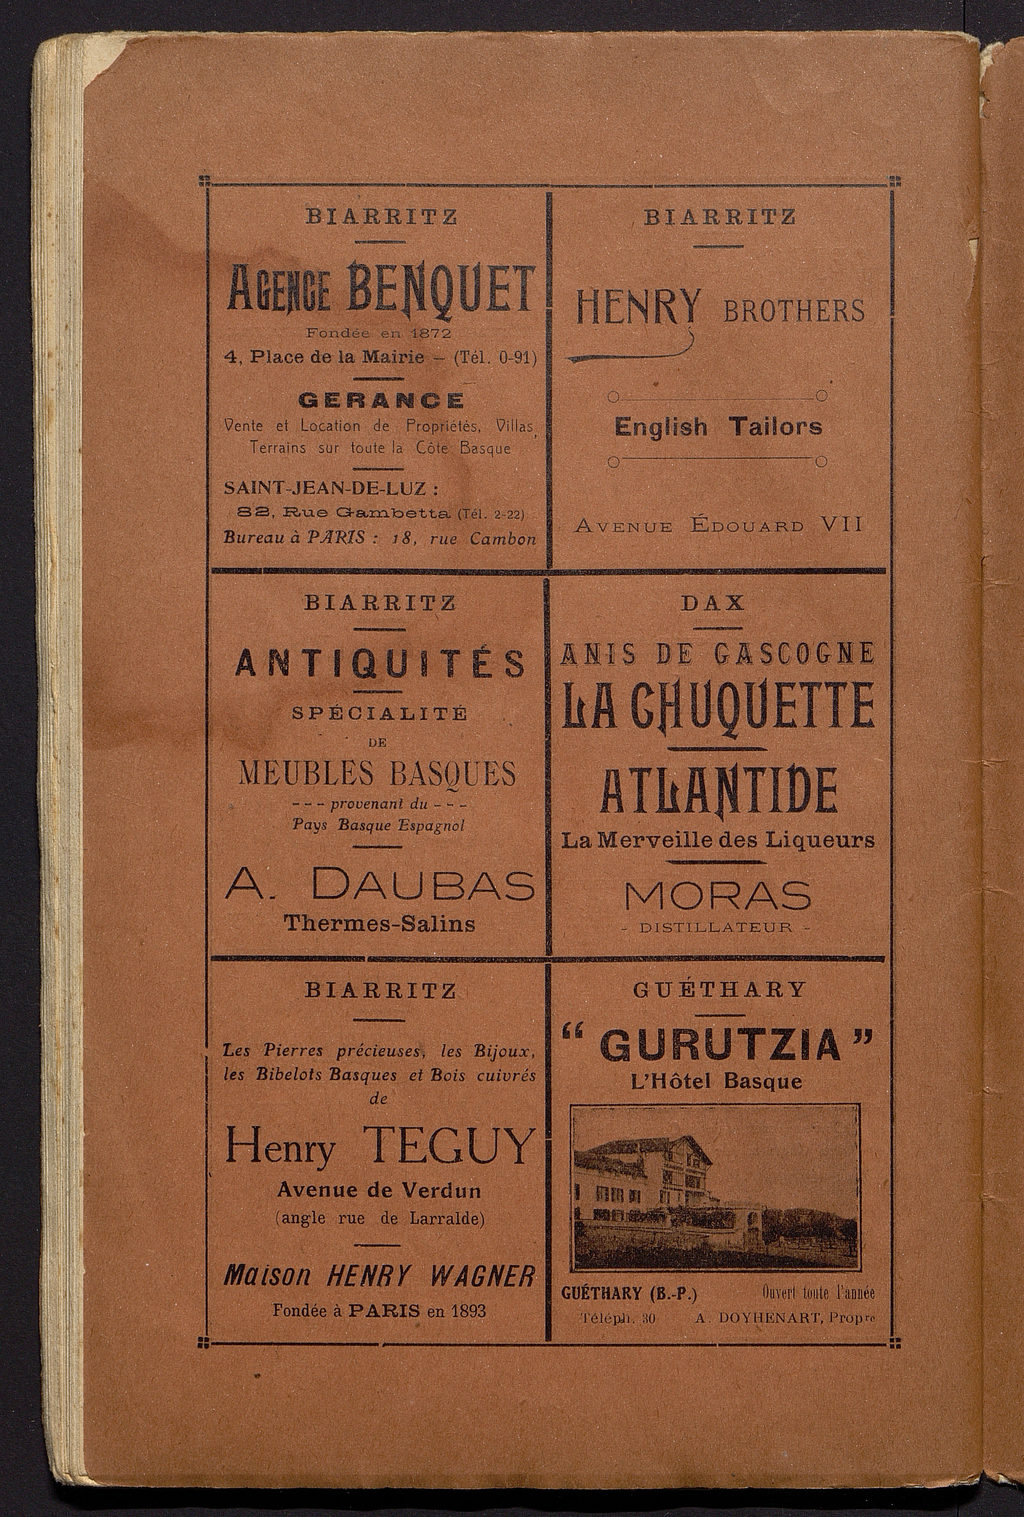 BIARRITZ
AGENCE BENQUET
Fondée en 1872
4, Place de la Mairie – (Tél. 0-91)
GERANCE
Vente et Location de Propriétés, Villas,
Terrains sur toute la Côte Basque
SAINT-JEAN-DE-LUZ :
82, Rue Gambetta (Tél. 2-22)
Bureau à PARIS : 18, rue Cambon
BIARRITZ
HENRY BROTHERS
English Tailors
AVENUE ÉDOUARD VII
BIARRITZ
ANTIQUITÉS
SPÉCIALITÉ
DE
MEUBLES BASQUES
- - - provenant du - - -
Pays Basque Espagnol
A. DAUBAS
Thermes-Salins
DAX
ANIS DE GASCOGNE
LA CHUQUETTE
ATLANTIDE
La Merveille des Liqueurs
MORAS
- DISTILLATEUR -
BIARRITZ
Les Pierres précieuses, les Bijoux,
les Bibelots Basques et Bois cuivrés
de
Henry TEGUY
Avenue de Verdun
(angle rue de Larralde)
Maison HENRY WAGNER
Fondée à PARIS en 1893
GUÉTHARY
“ GURUTZIA ”
L'Hôtel Basque
GUÉTHARY (B.-P.) Ouvert toute l'année
Téléph. 30 A. DOYHENART, Propre